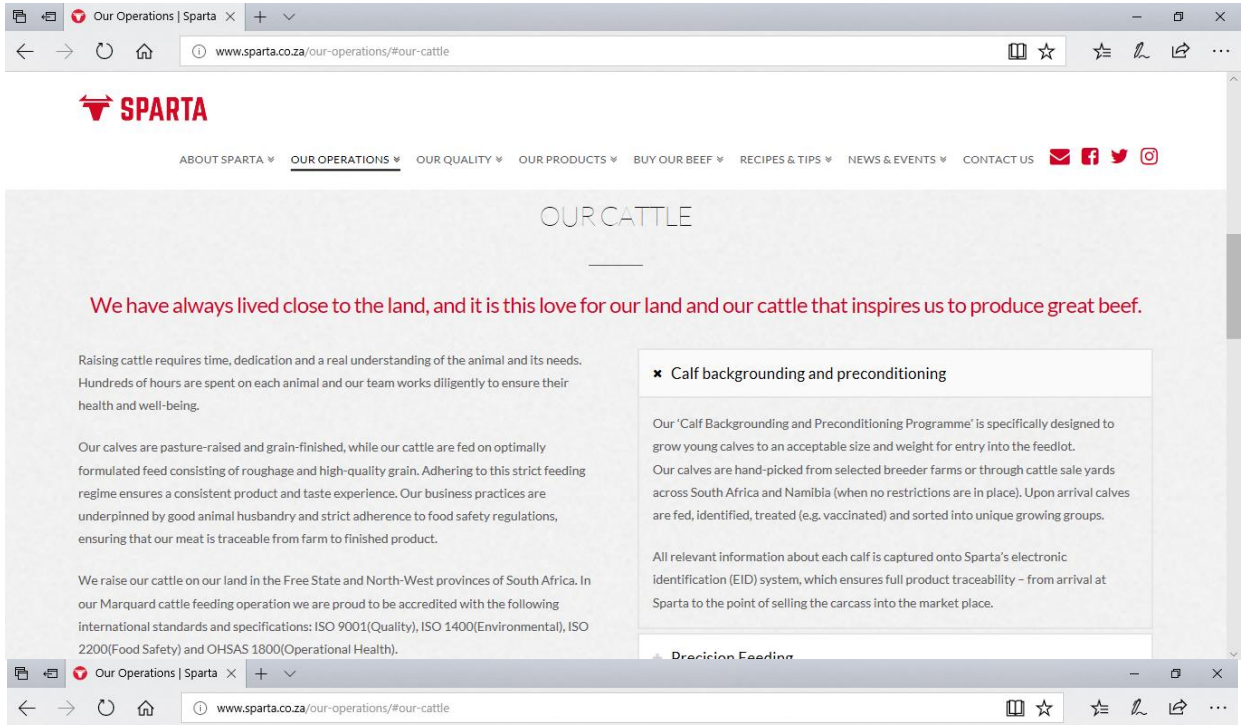 Our Operations | Sparta
www.sparta.co.za/our-operations/#our-cattle
SPARTA
ABOUT SPARTA OUR OPERATIONS OUR QUALITY OUR PRODUCTS BUY OUR BEEF RECIPES & TIPS NEWS & EVENTS CONTACT US
OUR CATTLE
We have always lived close to the land, and it is this love for our land and our cattle that inspires us to produce great beef.
Raising cattle requires time, dedication and a real understanding of the animal and its needs.
Hundreds of hours are spent on each animal and our team works diligently to ensure their
health and well-being.
Our calves are pasture-raised and grain-finished, while our cattle are fed on optimally
formulated feed consisting of roughage and high-quality grain. Adhering to this strict feeding
regime ensures a consistent product and taste experience. Our business practices are
underpinned by good animal husbandry and strict adherence to food safety regulations,
ensuring that our meat is traceable from farm to finished product.
We raise our cattle on our land in the Free State and North-West provinces of South Africa. In
our Marquard cattle feeding operation we are proud to be accredited with the following
international standards and specifications: ISO 9001(Quality), ISO 1400(Environmental), ISO
2200(Food Safety) and OHSAS 1800(Operational Health).
Calf backgrounding and preconditioning
Our 'Calf Backgrounding and Preconditioning Programme' is specifically designed to
grow young calves to an acceptable size and weight for entry into the feedlot.
Our calves are hand-picked from selected breeder farms or through cattle sale yards
across South Africa and Namibia (when no restrictions are in place). Upon arrival calves
are fed, identified, treated (e.g. vaccinated) and sorted into unique growing groups.
All relevant information about each calf is captured onto Sparta's electronic
identification (EID) system, which ensures full product traceability – from arrival at
Sparta to the point of selling the carcass into the market place.
Precision Feeding
Our Operations | Sparta
www.sparta.co.za/our-operations/#our-cattle